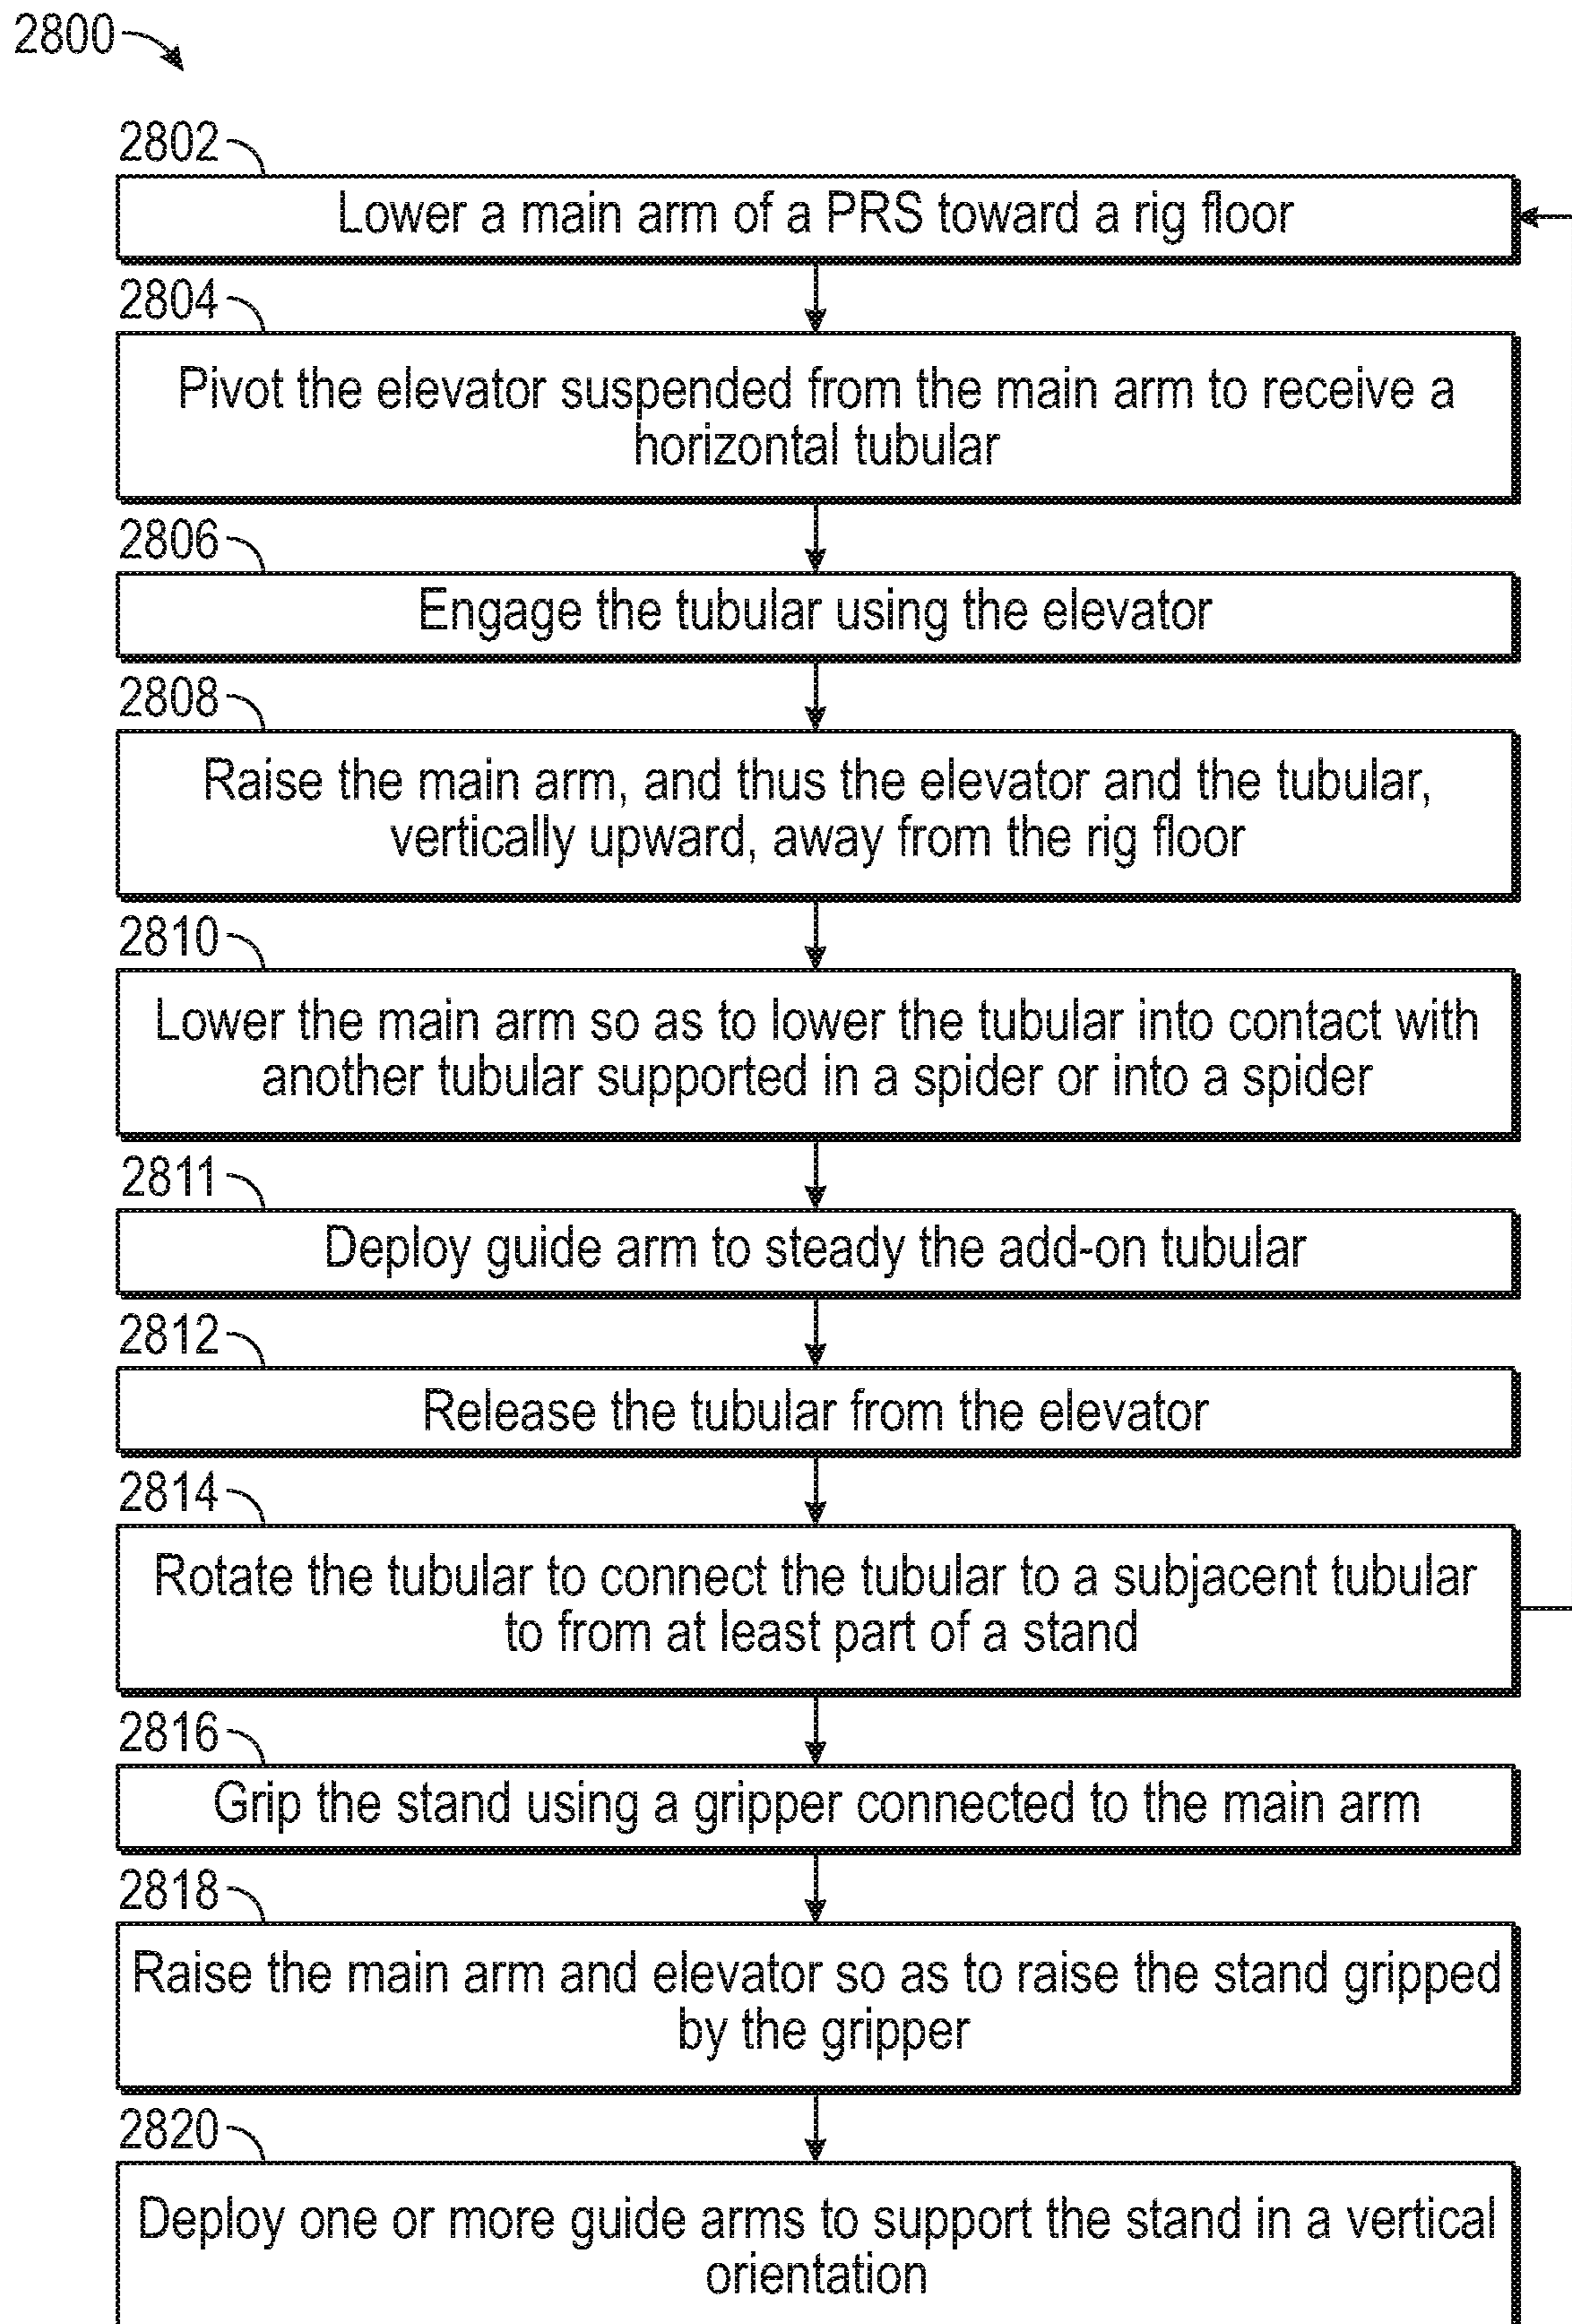 2800
2802
Lower a main arm of a PRS toward a rig floor
2804
Pivot the elevator suspended from the main arm to receive a
horizontal tubular
2806
Engage the tubular using the elevator
2808
Raise the main arm, and thus the elevator and the tubular,
vertically upward, away from the rig floor
2810
Lower the main arm so as to lower the tubular into contact with
another tubular supported in a spider or into a spider
2811
Deploy guide arm to steady the add-on tubular
2812
Release the tubular from the elevator
2814
Rotate the tubular to connect the tubular to a subjacent tubular
to from at least part of a stand
2816
Grip the stand using a gripper connected to the main arm
2818
Raise the main arm and elevator so as to raise the stand gripped
by the gripper
2820
Deploy one or more guide arms to support the stand in a vertical
orientation